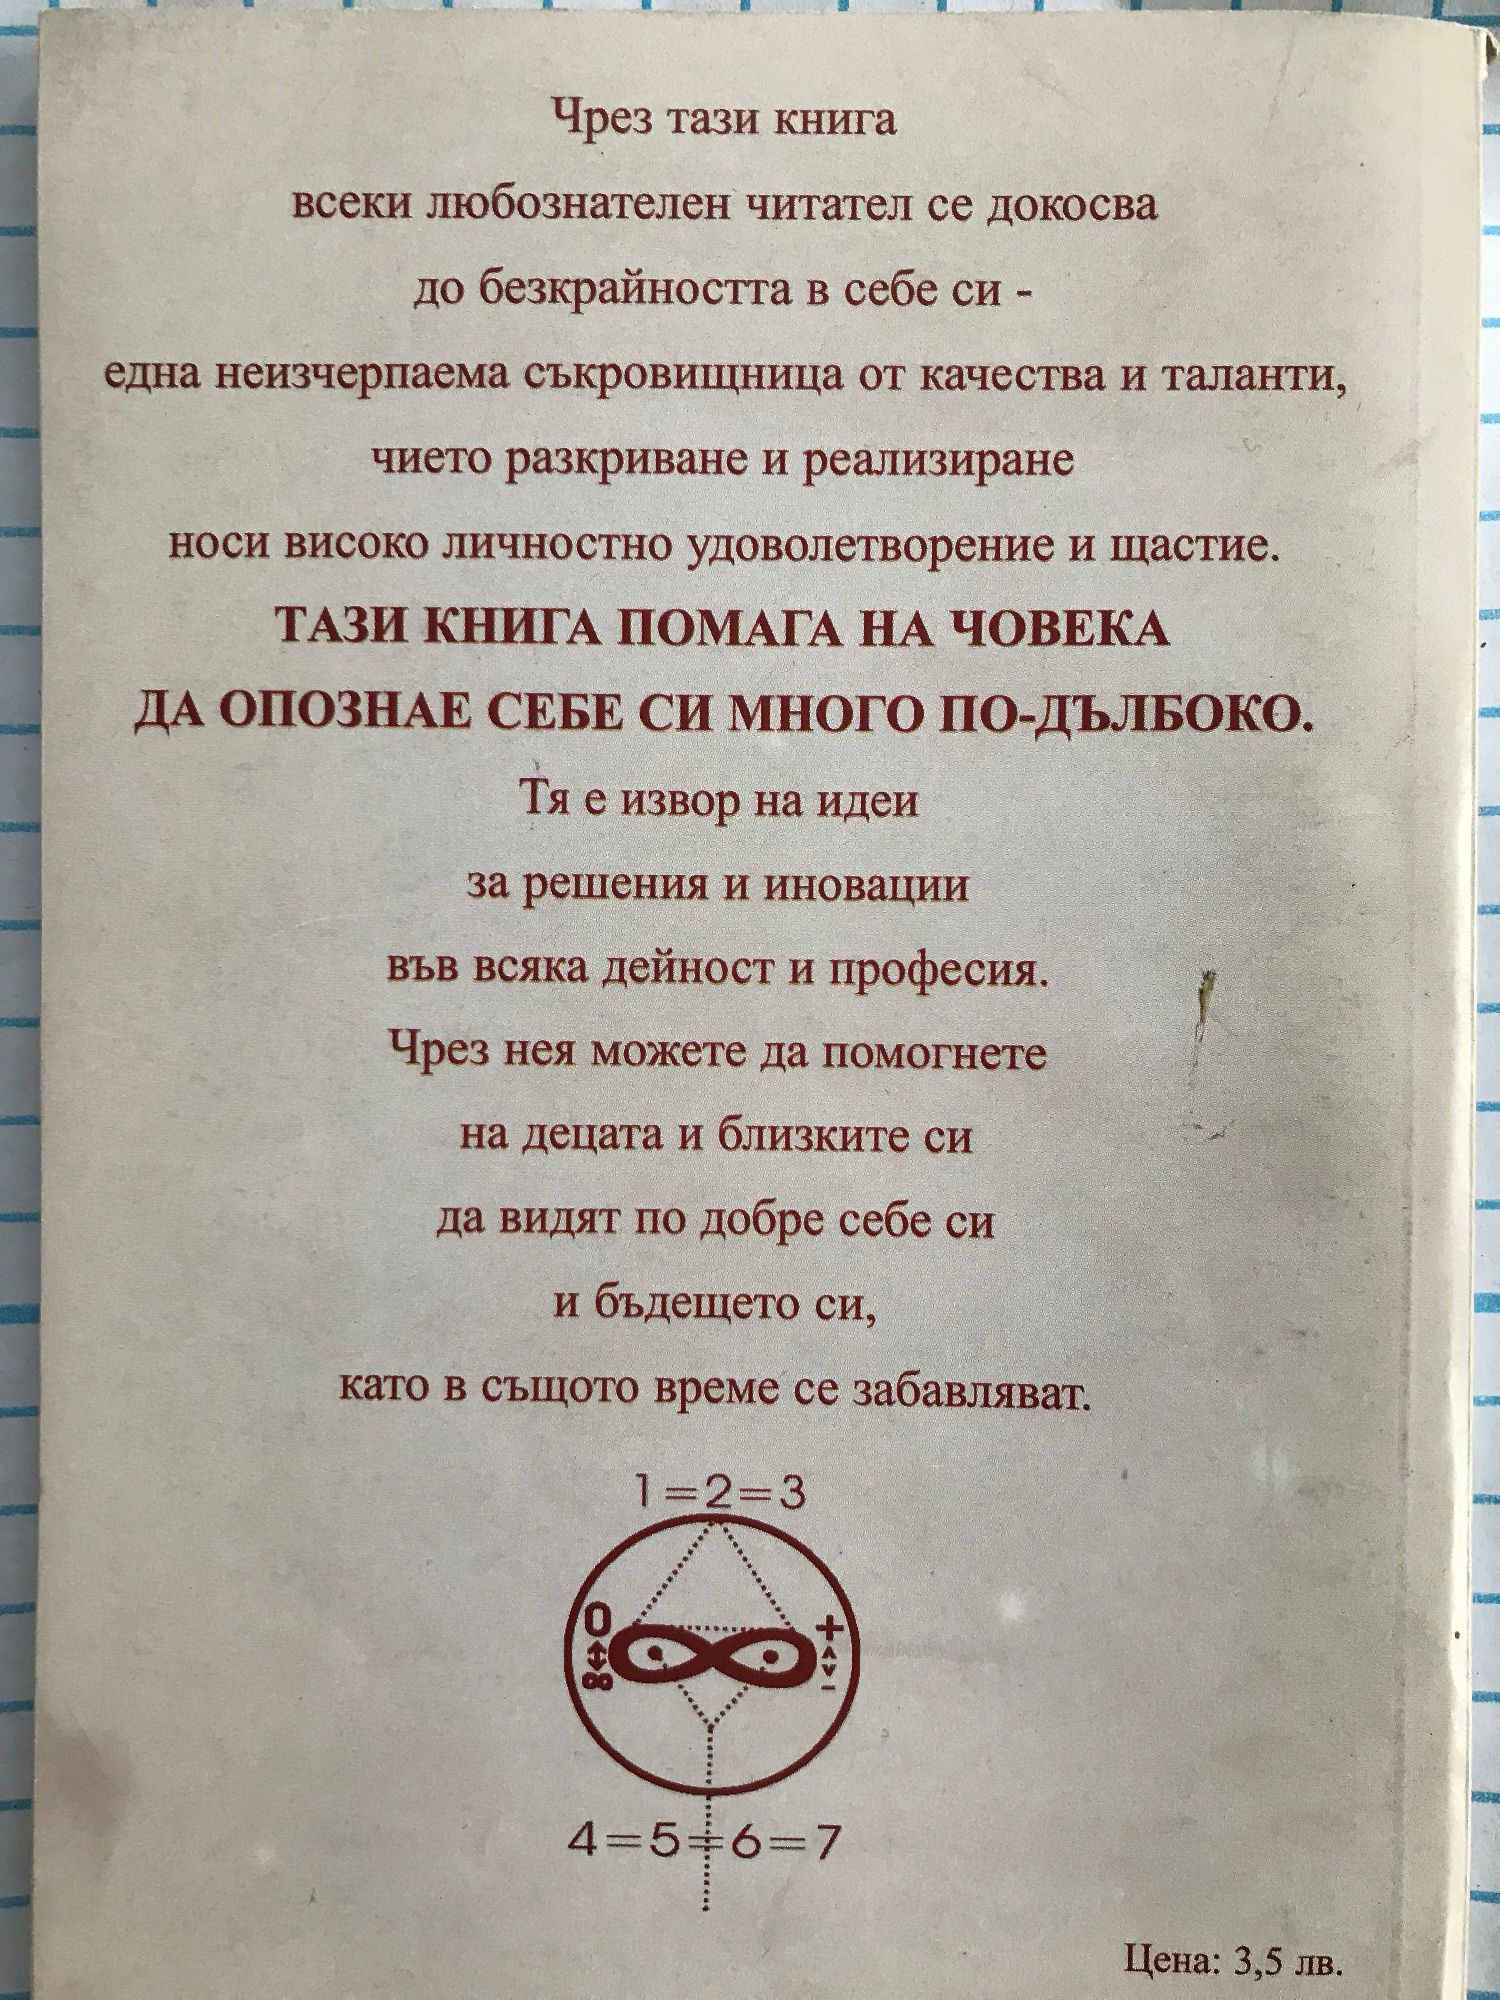 Чрез тази книга
всеки любознателен читател се докосва
до безкрайността в себе си -
една неизчерпаема съкровищница от качества и таланти,
чието разкриване и реализиране
носи високо личностно удоволетворение и щастие.
ТАЗИ КНИГА ПОМАГА НА ЧОВЕКА
ДА ОПОЗНАЕ СЕБЕ СИ МНОГО ПО-ДЪЛБОКО.
Тя е извор на идеи
за решения и иновации
във всяка дейност и професия.
Чрез нея можете да помогнете
на децата и близките си
да видят по добре себе си
и бъдещето си,
като в същото време се забавляват.
1=2=3
0 +
∞ -
4=5=6=7
Цена: 3,5 лв.